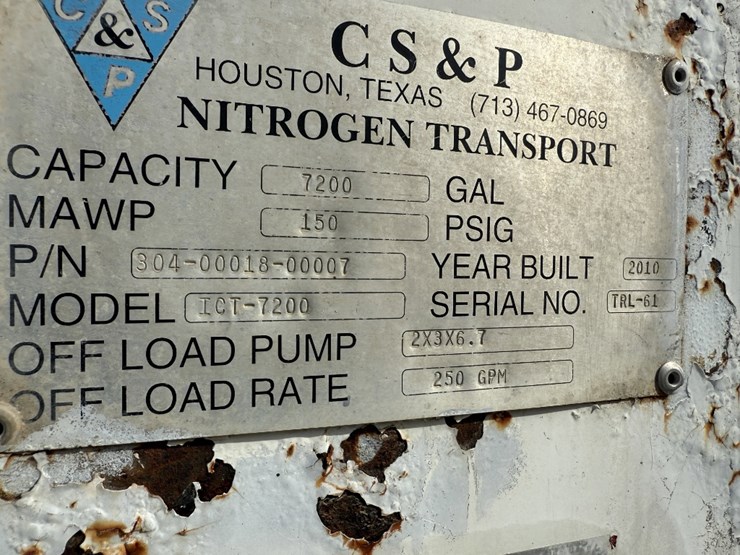 C & S
P
C S & P
HOUSTON, TEXAS (713) 467-0869
NITROGEN TRANSPORT
CAPACITY 7200 GAL
MAWP 150 PSIG
P/N 304-00018-00007 YEAR BUILT 2010
MODEL ICT-7200 SERIAL NO. TRL-61
OFF LOAD PUMP 2X3X6.7
OFF LOAD RATE 250 GPM